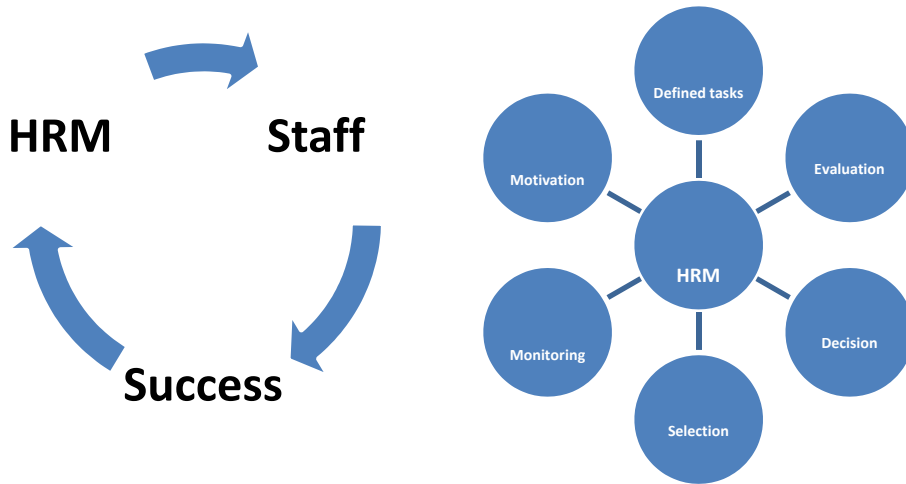 HRM
Staff
Success
Defined tasks
Motivation
Evaluation
HRM
Monitoring
Decision
Selection